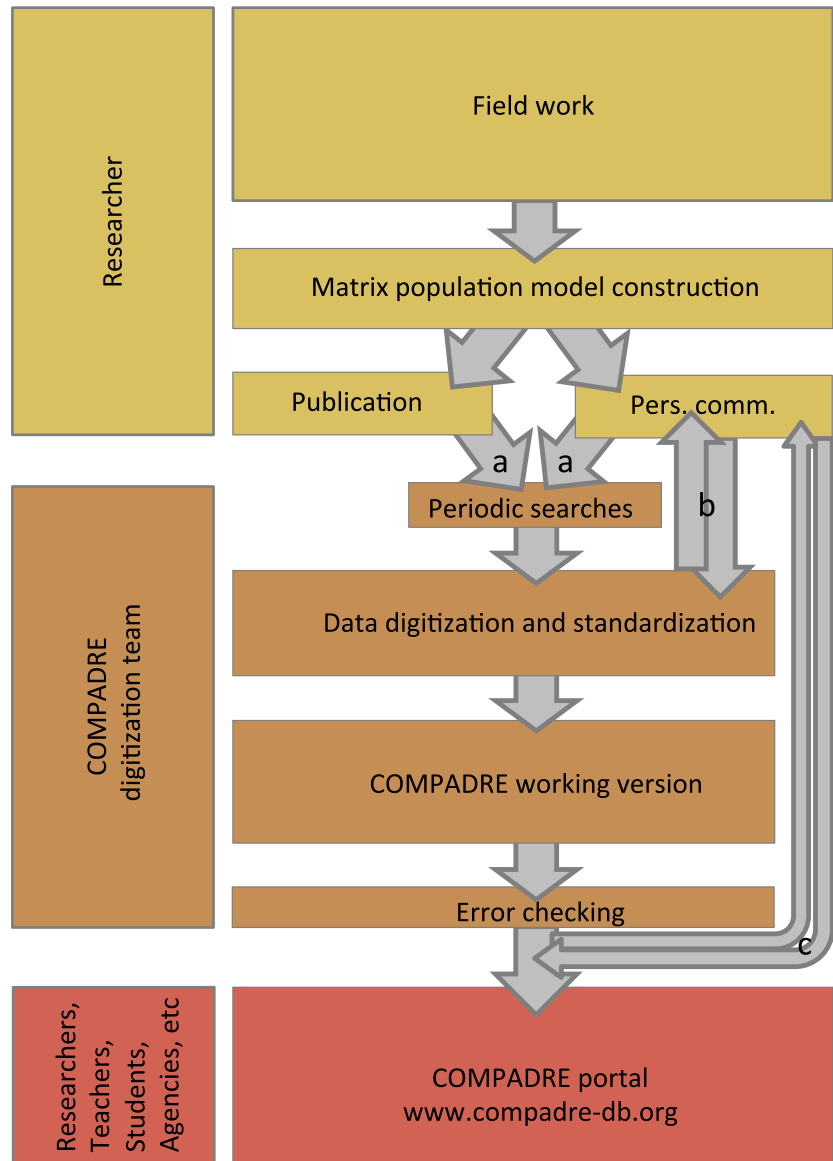 Researcher
Field work
Matrix population model construction
Publication
Pers. comm.
a
a
Periodic searches
b
COMPADRE
digitization team
Data digitization and standardization
COMPADRE working version
Error checking
c
Researchers,
Teachers,
Students,
Agencies, etc
COMPADRE portal
www.compadre-db.org